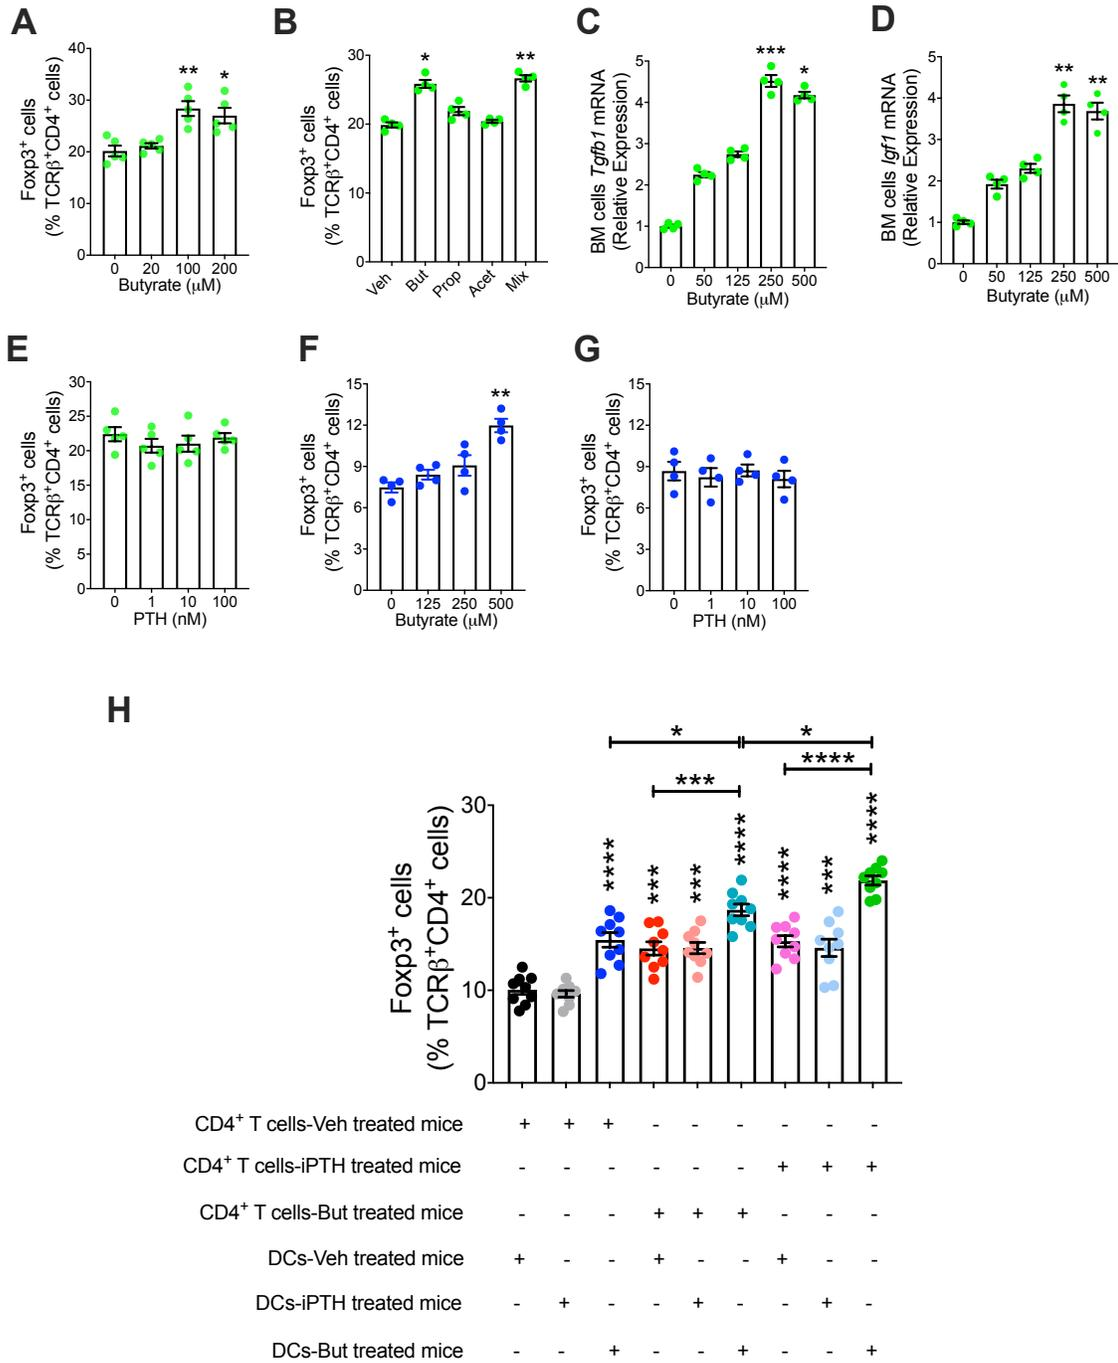 A
Foxp3⁺ cells
(% TCRβ⁺CD4⁺ cells)
40
30
20
10
0
** *
0 20 100 200
Butyrate (μM)
B
Foxp3⁺ cells
(% TCRβ⁺CD4⁺ cells)
30
20
10
0
* **
Veh But Prop Acet Mix
C
BM cells Tgfb1 mRNA
(Relative Expression)
5
4
3
2
1
0
*** *
0 50 125 250 500
Butyrate (μM)
D
BM cells Igf1 mRNA
(Relative Expression)
5
4
3
2
1
0
** **
0 50 125 250 500
Butyrate (μM)
E
Foxp3⁺ cells
(% TCRβ⁺CD4⁺ cells)
30
25
20
15
10
5
0
0 1 10 100
PTH (nM)
F
Foxp3⁺ cells
(% TCRβ⁺CD4⁺ cells)
15
12
9
6
3
0
**
0 125 250 500
Butyrate (μM)
G
Foxp3⁺ cells
(% TCRβ⁺CD4⁺ cells)
15
12
9
6
3
0
0 1 10 100
PTH (nM)
H
Foxp3⁺ cells
(% TCRβ⁺CD4⁺ cells)
30
20
10
0
* *
****
***
**** *** *** **** **** *** ****
CD4⁺ T cells-Veh treated mice + + + - - - - - -
CD4⁺ T cells-iPTH treated mice - - - - - - + + +
CD4⁺ T cells-But treated mice - - - + + + - - -
DCs-Veh treated mice + - - + - - + - -
DCs-iPTH treated mice - + - - + - - + -
DCs-But treated mice - - + - - + - - +